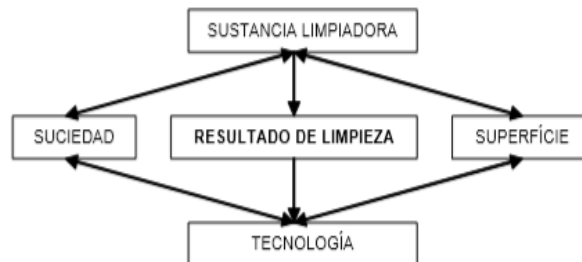 SUSTANCIA LIMPIADORA
SUCIEDAD
RESULTADO DE LIMPIEZA
SUPERFÍCIE
TECNOLOGÍA